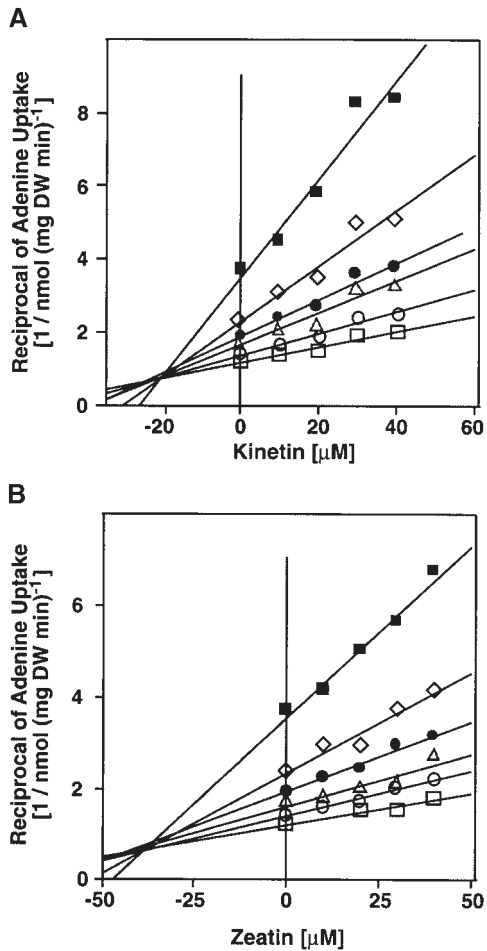 A
Reciprocal of Adenine Uptake
[1 / nmol (mg DW min)⁻¹]
8
6
4
2
0
-20
0
20
40
60
Kinetin [μM]
B
Reciprocal of Adenine Uptake
[1 / nmol (mg DW min)⁻¹]
6
4
2
0
-50
-25
0
25
50
Zeatin [μM]